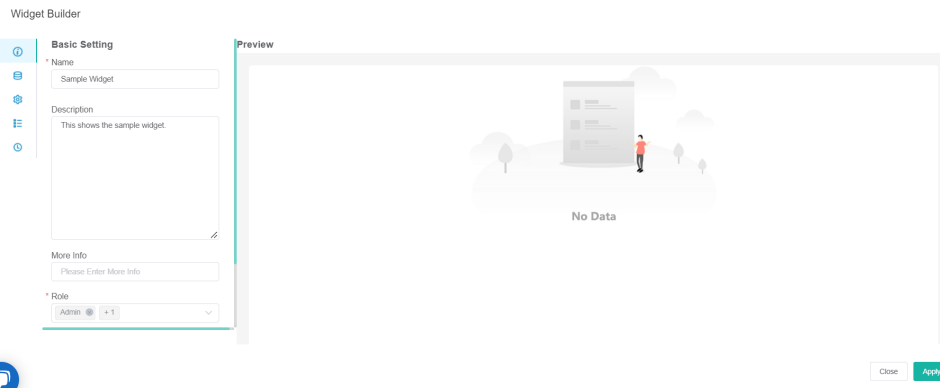 Widget Builder
Basic Setting
Preview
* Name
Sample Widget
Description
This shows the sample widget.
More Info
Please Enter More Info
* Role
Admin
+ 1
No Data
Close
Apply